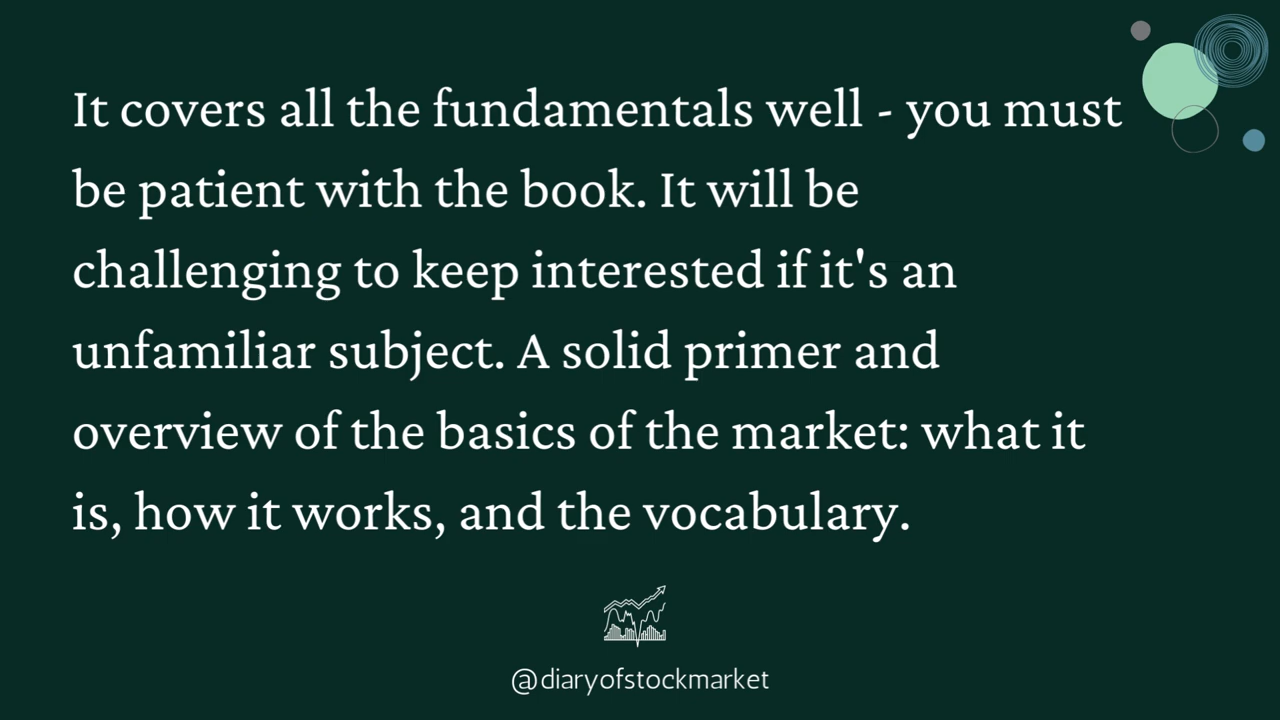 It covers all the fundamentals well - you must
be patient with the book. It will be
challenging to keep interested if it's an
unfamiliar subject. A solid primer and
overview of the basics of the market: what it
is, how it works, and the vocabulary.
@diaryofstockmarket